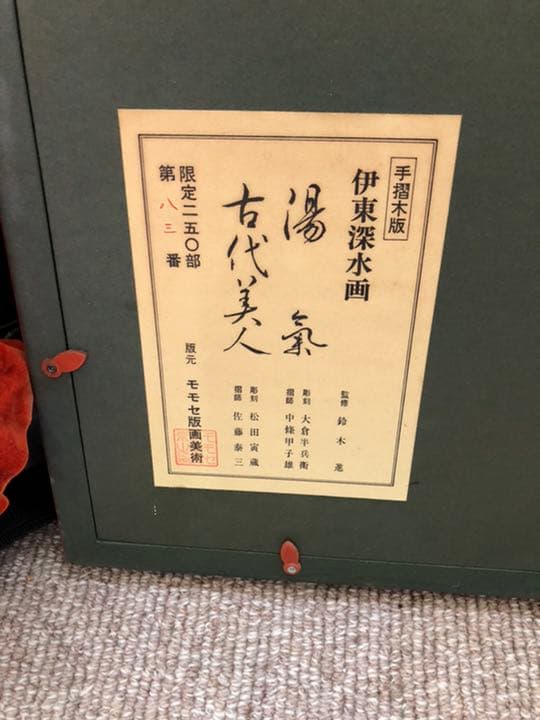 手摺木版
伊東深水画
湯氣
古代美人
限定二五〇部
第八三番
監修 鈴木進
彫刻 大倉半兵衛
摺師 中條甲子雄
彫刻 松田寅蔵
摺師 佐藤泰三
版元 モモセ版画美術